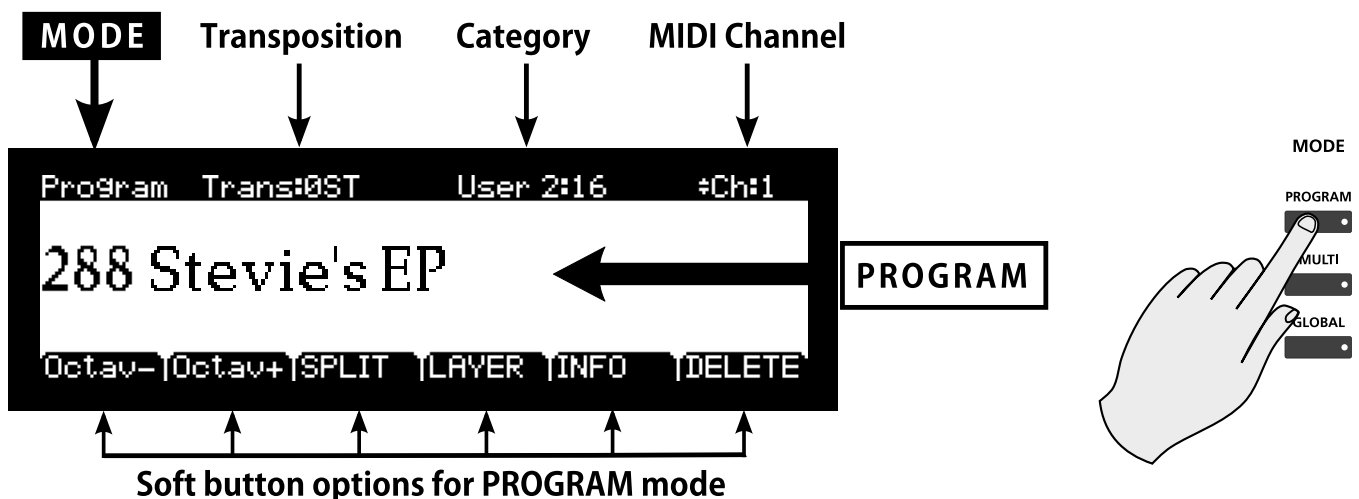 MODE Transposition Category MIDI Channel
Program Trans:0ST User 2:16 ÷Ch:1
288 Stevie's EP
PROGRAM
Octav- Octav+ SPLIT LAYER INFO DELETE
Soft button options for PROGRAM mode
MODE
PROGRAM
MULTI
GLOBAL